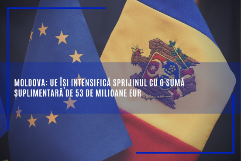 MOLDOVA: UE ÎȘI INTENSIFICĂ SPRIJINUL CU O SUMĂ
SUPLIMENTARĂ DE 53 DE MILIOANE EUR